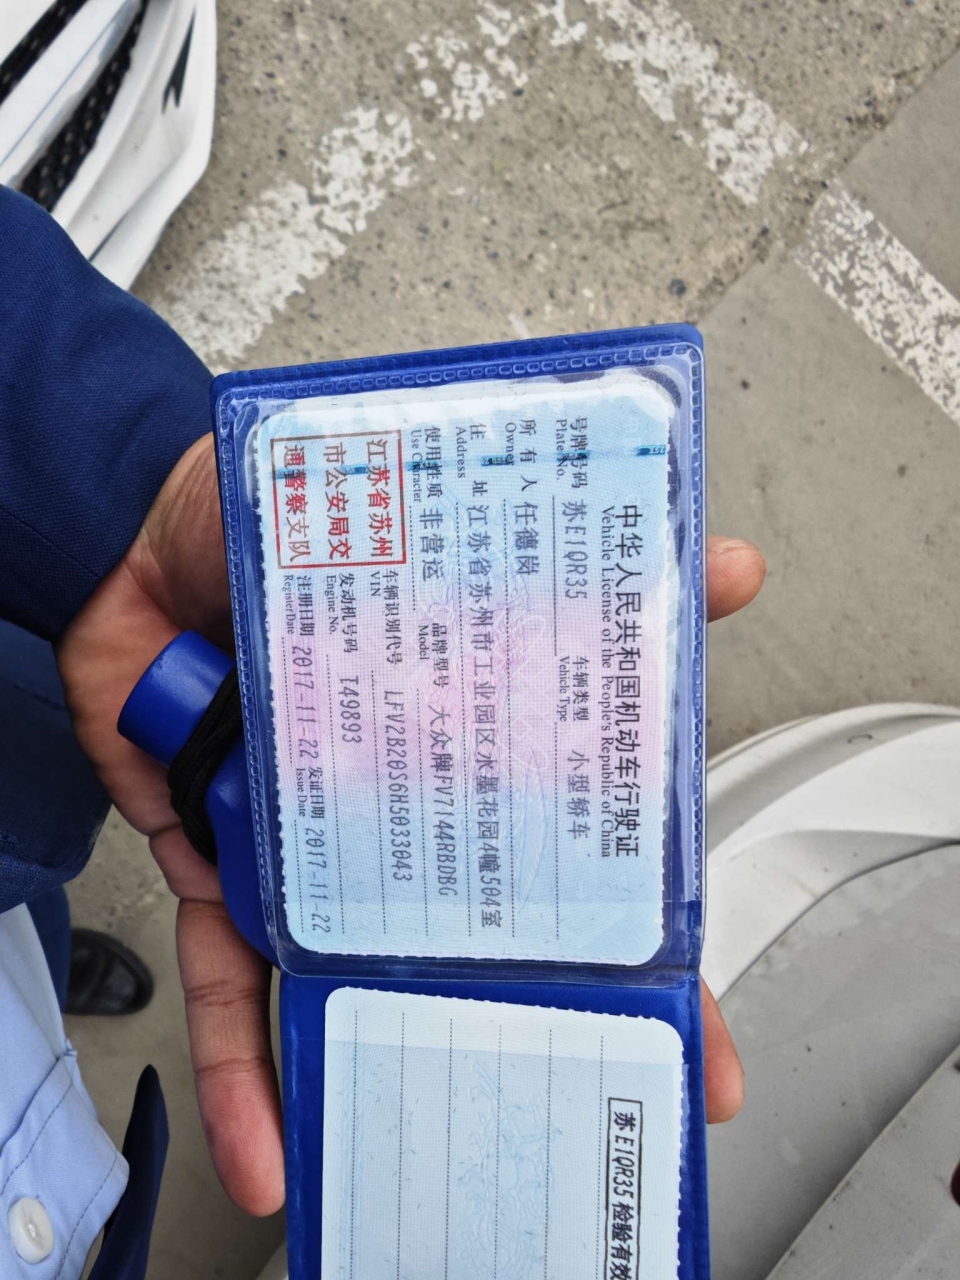 中华人民共和国机动车行驶证
Vehicle License of the People's Republic of China
号牌号码 苏E1QR35 车辆类型 小型轿车
Plate No. Vehicle Type
所有人 任德岗
Owner
住址 江苏省苏州市工业园区水墨花园4幢504室
Address
使用性质 非营运 品牌型号 大众牌FV7144RBDBG
Use Character Model
江苏省苏州
市公安局交
通警察支队
车辆识别代号 LFV2B20S6H5033043
VIN
发动机号码 T49893
Engine No.
注册日期 2017-11-22 发证日期 2017-11-22
Register Date Issue Date
苏E1QR35 检验有效